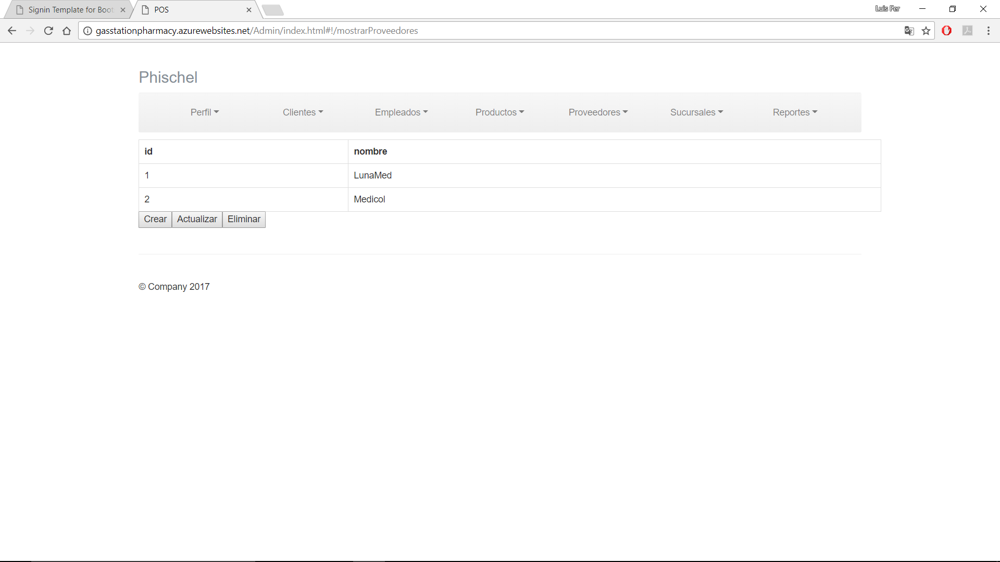 Signin Template for Boot
POS
Luis Fer
gasstationpharmacy.azurewebsites.net/Admin/index.html#!/mostrarProveedores
Phischel
Perfil Clientes Empleados Productos Proveedores Sucursales Reportes
id nombre
1 LunaMed
2 Medicol
Crear Actualizar Eliminar
© Company 2017